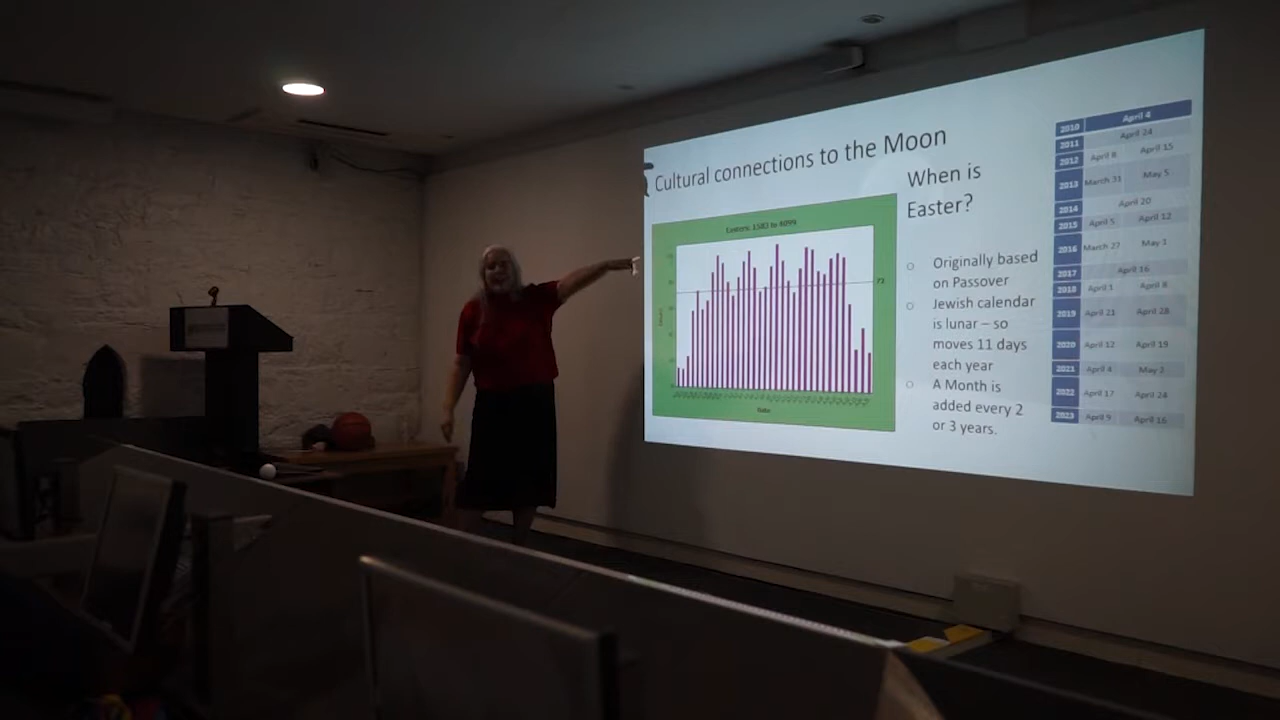 Cultural connections to the Moon
When is
Easter?
Easters: 1583 to 4099
73
Date
Originally based
on Passover
Jewish calendar
is lunar – so
moves 11 days
each year
A Month is
added every 2
or 3 years.
2010 April 4
2011 April 24
2012 April 8 April 15
2013 March 31 May 5
2014 April 20
2015 April 5 April 12
2016 March 27 May 1
2017 April 16
2018 April 1 April 8
2019 April 21 April 28
2020 April 12 April 19
2021 April 4 May 2
2022 April 17 April 24
2023 April 9 April 16